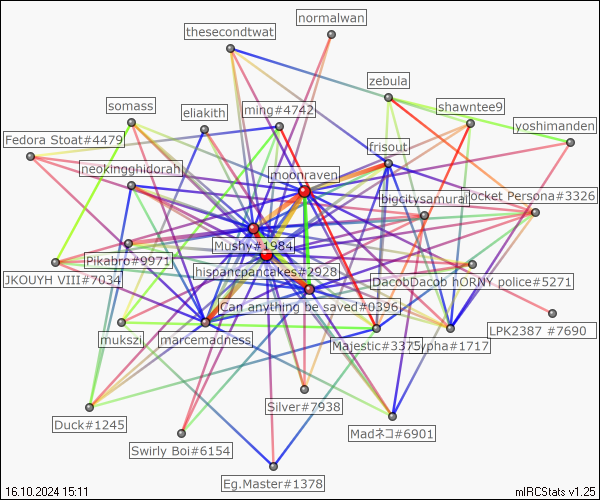 normalwan
thesecondtwat
zebula
somass
eliakith
ming#4742
shawntee9
yoshimanden
Fedora Stoat#4479
frisout
neokingghidorah
moonraven
bigcitysamurai
ocket Persona#3326
Mushy#1984
Pikabro#9971
JKOUYH VIII#7034
hispancpancakes#2928
DacobDacob hORNY police#5271
Can anything be saved#0396
LPK2387 #7690
mukszi
marcemadness
Majestic#3375
ypha#1717
Silver#7938
Duck#1245
Madネコ#6901
Swirly Boi#6154
Eg.Master#1378
16.10.2024 15:11
mIRCStats v1.25